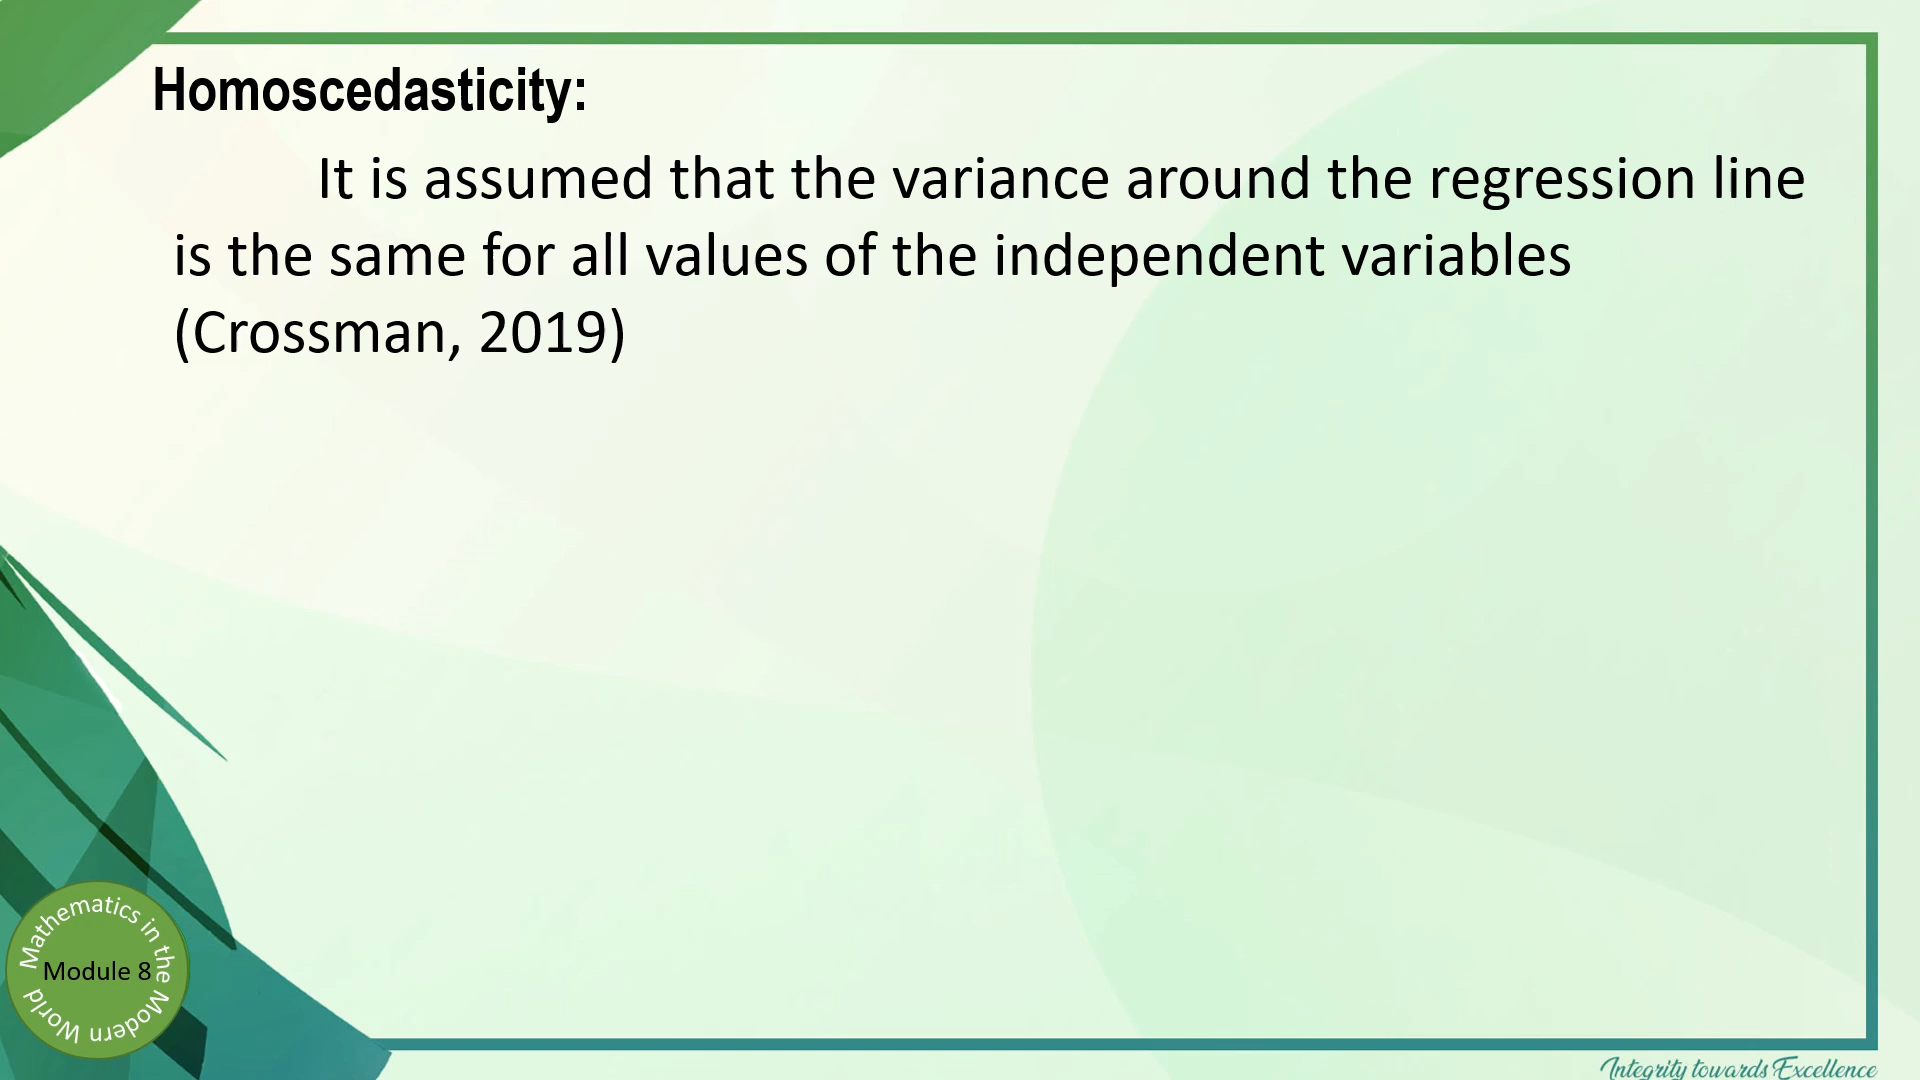 Homoscedasticity:
It is assumed that the variance around the regression line
is the same for all values of the independent variables
(Crossman, 2019)
Mathematics in the Modern World
Module 8
Integrity towards Excellence